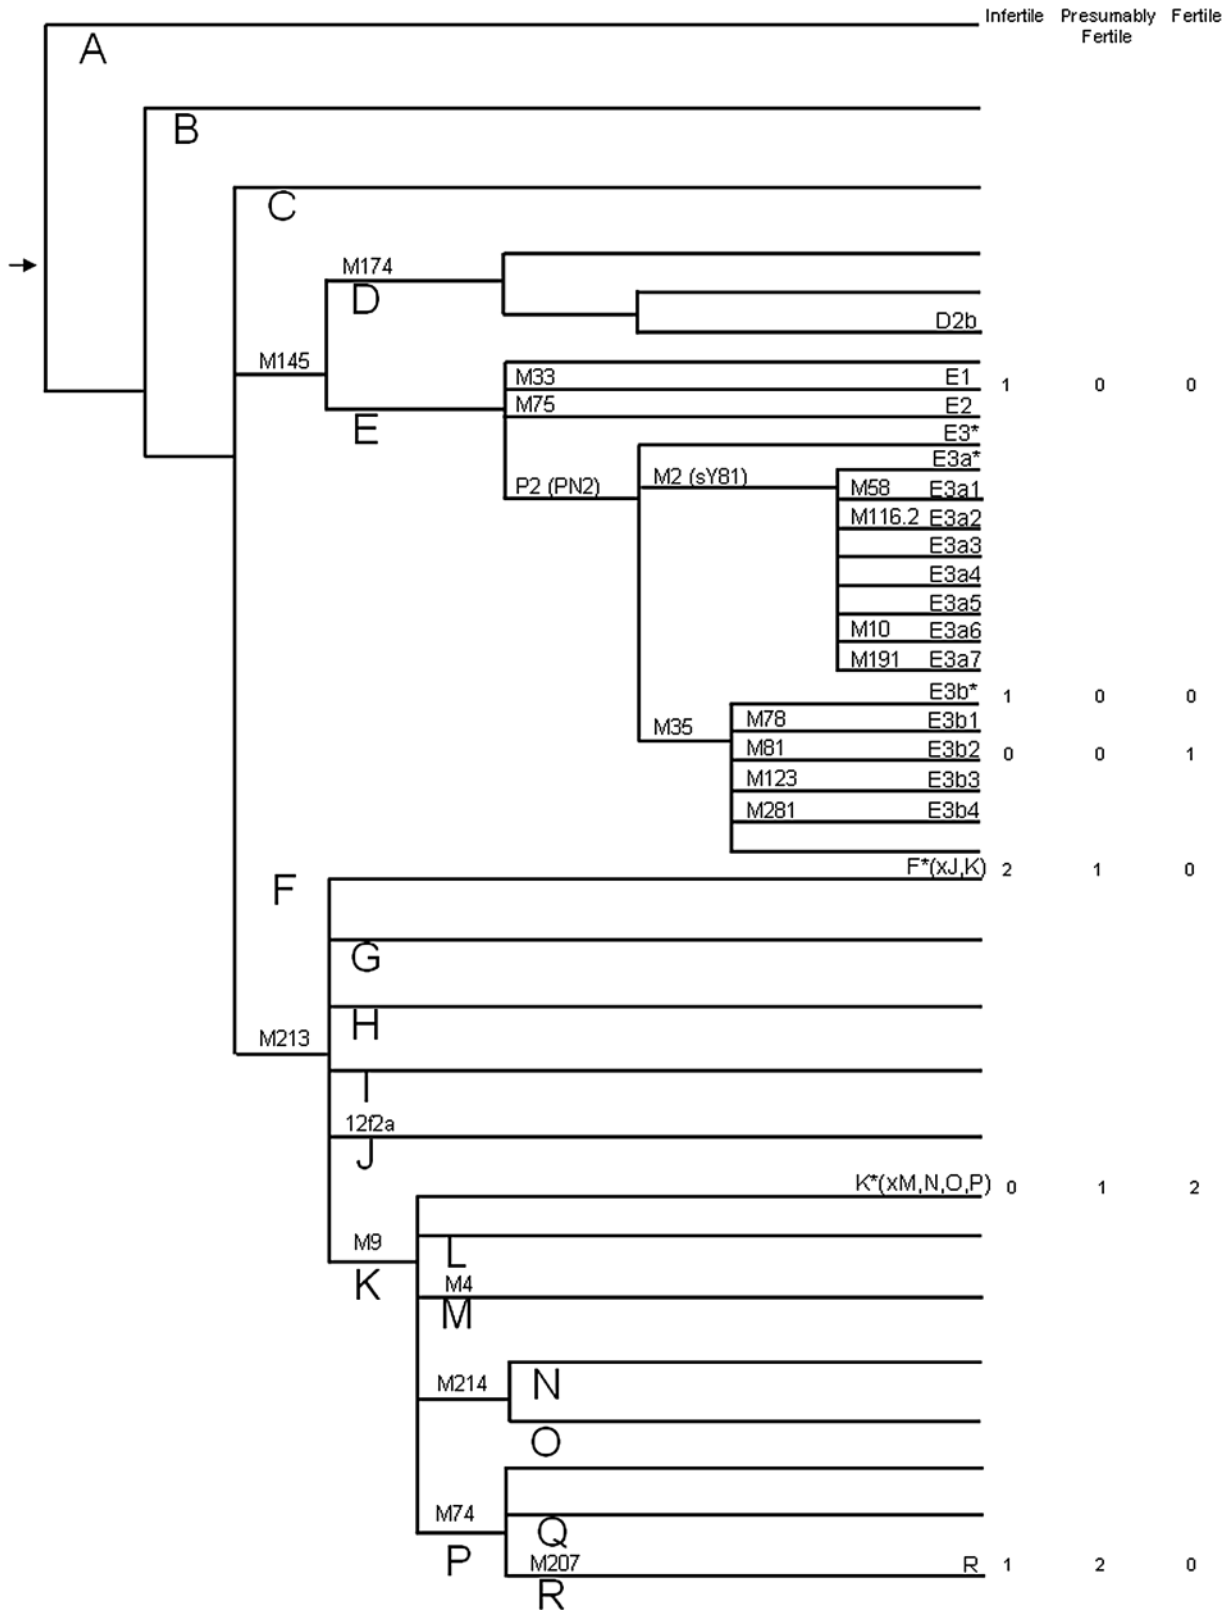 Infertile Presumably Fertile
Fertile
A
B
C
M174
D
D2b
M145
M33 E1 1 0 0
M75 E2
E
E3*
E3a*
P2 (PN2) M2 (sY81)
M58 E3a1
M116.2 E3a2
E3a3
E3a4
E3a5
M10 E3a6
M191 E3a7
E3b* 1 0 0
M35 M78 E3b1
M81 E3b2 0 0 1
M123 E3b3
M281 E3b4
F*(xJ,K) 2 1 0
F
G
H
M213
I
12f2a
J
K*(xM,N,O,P) 0 1 2
M9
L
K M4
M
M214 N
O
M74
Q
P M207 R 1 2 0
R